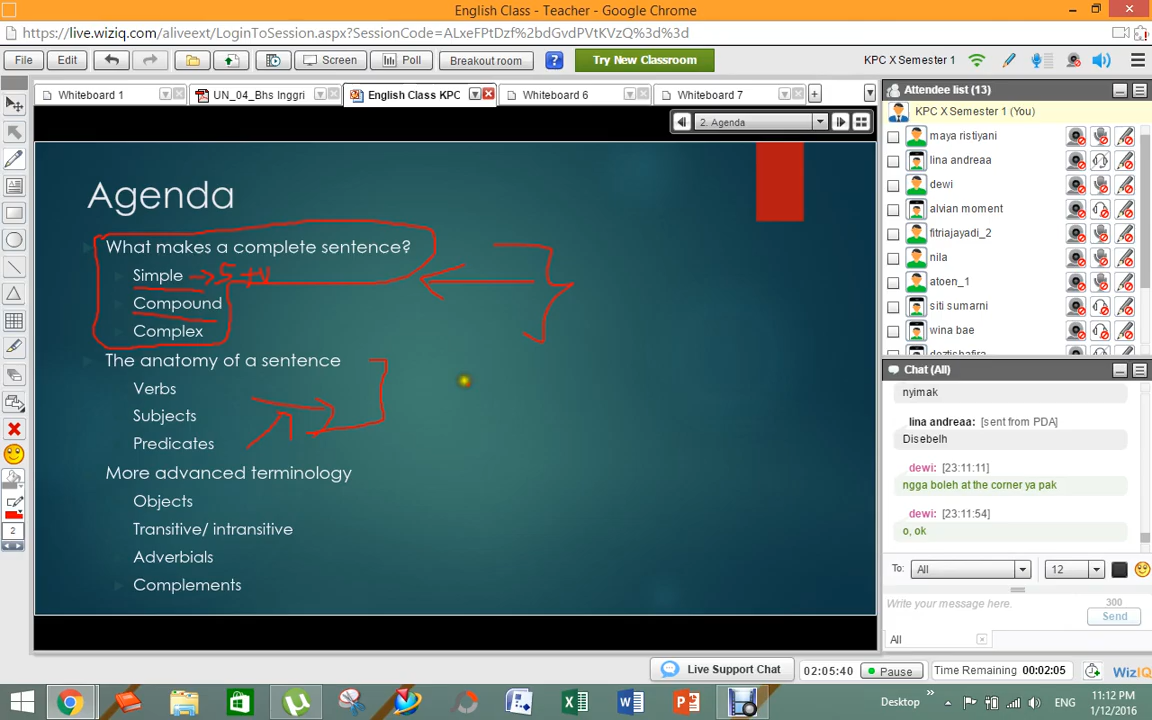 English Class - Teacher - Google Chrome
https://live.wiziq.com/aliveext/LoginToSession.aspx?SessionCode=ALxeFPtDzf%2bdGvdPVtKVzQ%3d%3d
File Edit Screen Poll Breakout room ? Try New Classroom KPC X Semester 1
Whiteboard 1 UN_04_Bhs Inggri English Class KPC Whiteboard 6 Whiteboard 7
2. Agenda
Agenda
What makes a complete sentence?
Simple → S + V
Compound
Complex
The anatomy of a sentence
Verbs
Subjects
Predicates
More advanced terminology
Objects
Transitive/ intransitive
Adverbials
Complements
2
Attendee list (13)
KPC X Semester 1 (You)
maya ristiyani
lina andreaa
dewi
alvian moment
fitriajayadi_2
nila
atoen_1
siti sumarni
wina bae
Chat (All)
nyimak
lina andreaa: [sent from PDA]
Disebelh
dewi: [23:11:11]
ngga boleh at the corner ya pak
dewi: [23:11:54]
o, ok
To: All 12
Write your message here. 300
Send
All
Live Support Chat 02:05:40 Pause Time Remaining 00:02:05 WizIQ
Desktop ENG 11:12 PM
1/12/2016